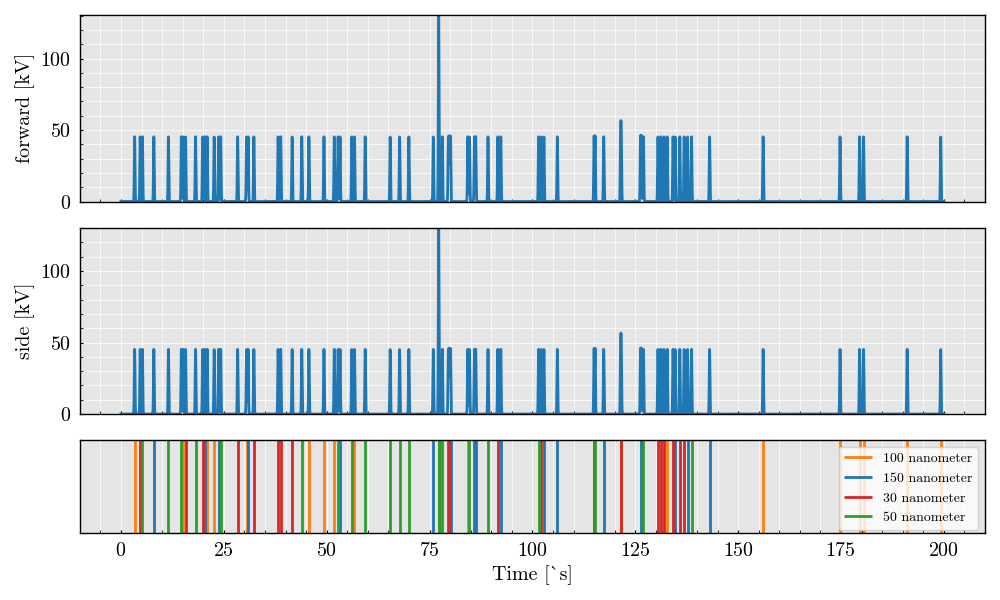 forward [kV]
100
50
0
side [kV]
100
50
0
100 nanometer
150 nanometer
30 nanometer
50 nanometer
0 25 50 75 100 125 150 175 200
Time [`s]